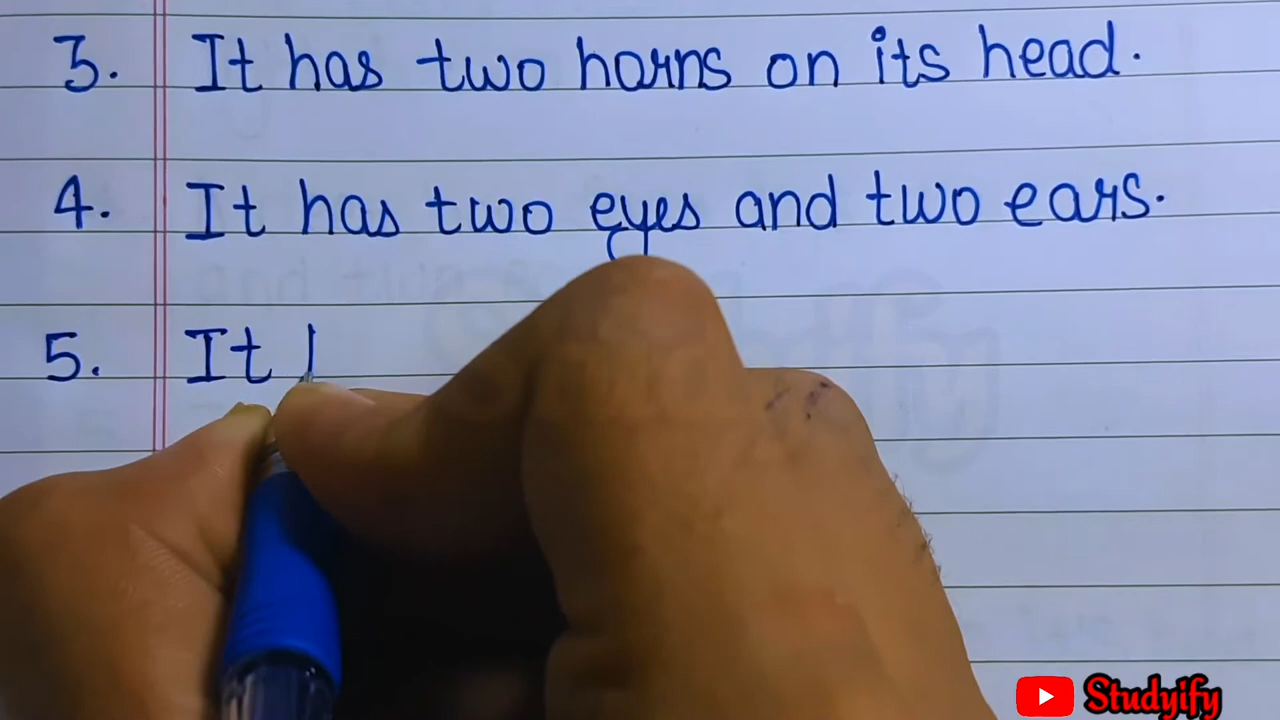 3. It has two horns on its head.
4. It has two eyes and two ears.
5. It
Studyify